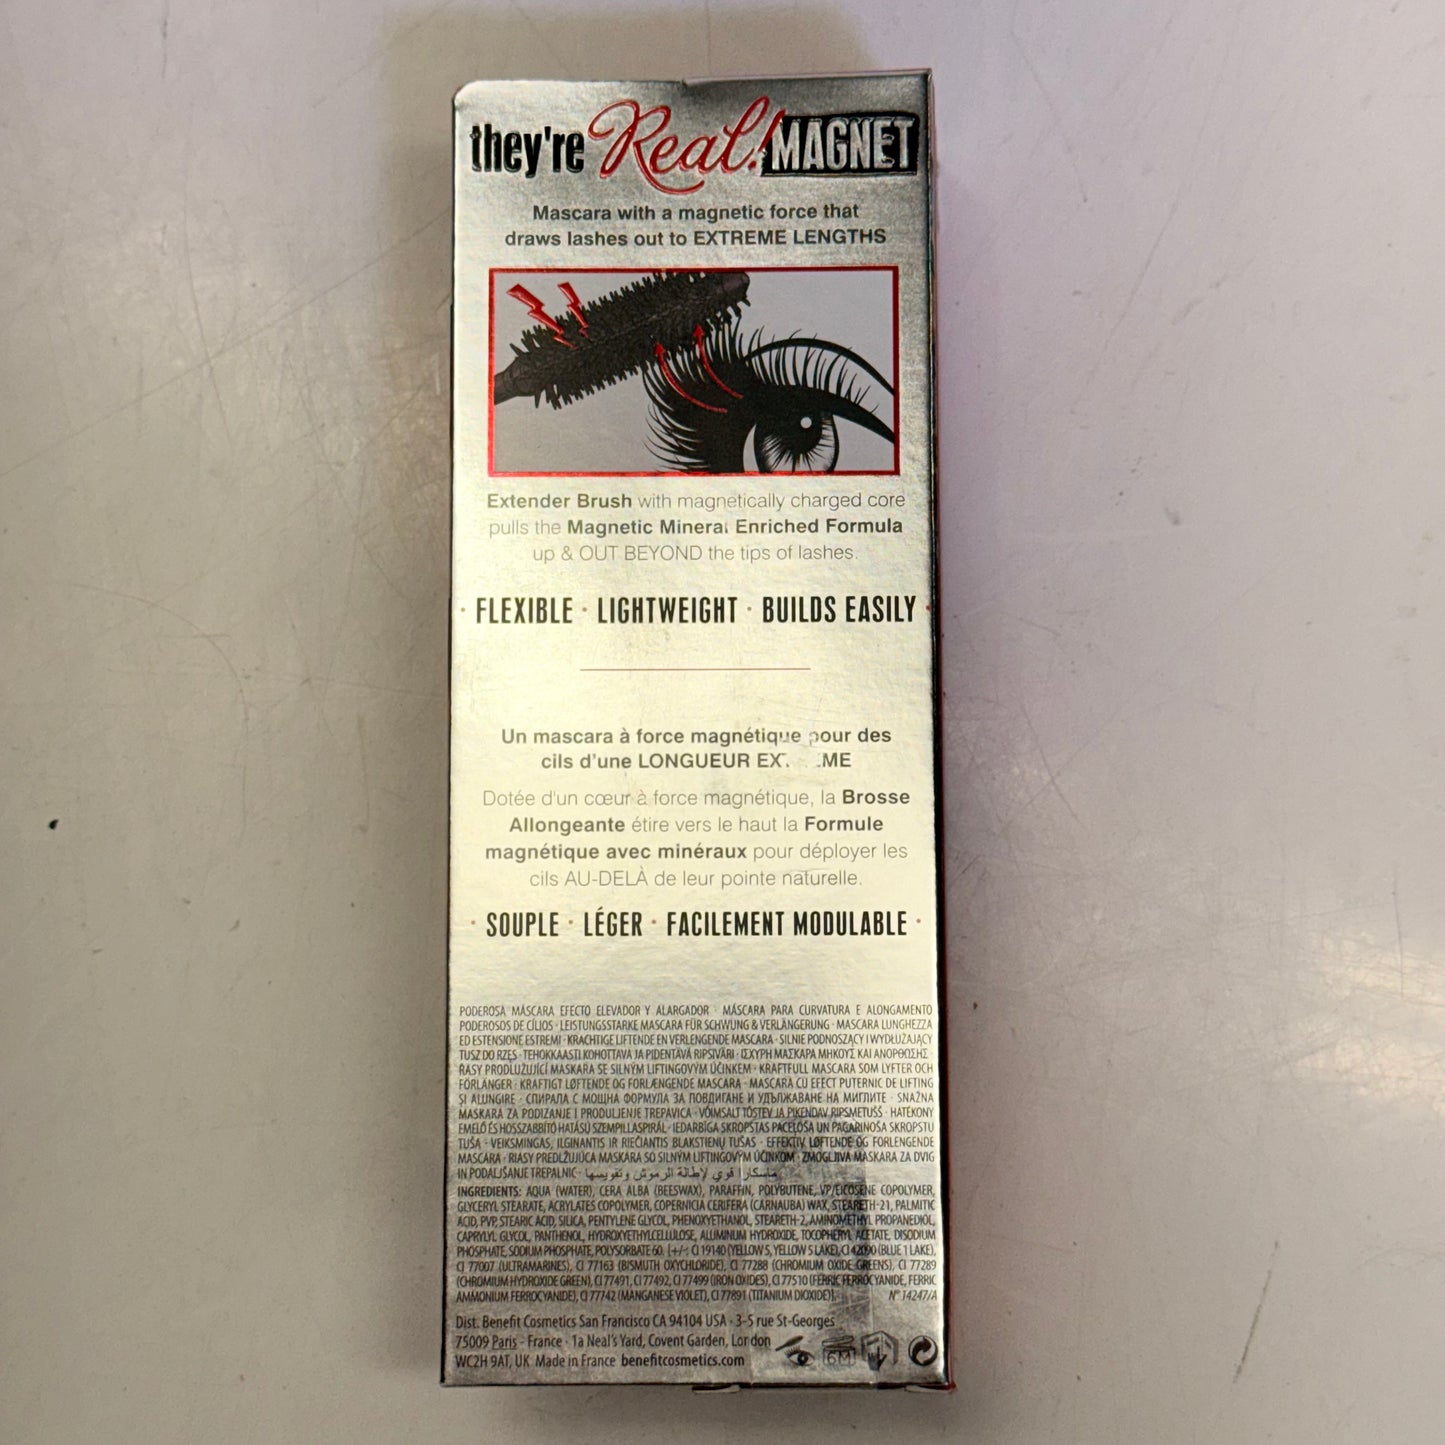 they're Real! MAGNET
Mascara with a magnetic force that
draws lashes out to EXTREME LENGTHS
Extender Brush with magnetically charged core
pulls the Magnetic Mineral Enriched Formula
up & OUT BEYOND the tips of lashes.
· FLEXIBLE · LIGHTWEIGHT · BUILDS EASILY ·
Un mascara à force magnétique pour des
cils d'une LONGUEUR
Dotée d'un cœur à force magnétique, la Brosse
Allongeante étire vers le haut la Formule
magnétique avec minéraux pour déployer les
cils AU-DELÀ de leur pointe naturelle.
· SOUPLE · LÉGER · FACILEMENT MODULABLE ·
PODEROSA MÁSCARA EFECTO ELEVADOR Y ALARGADOR · MÁSCARA PARA CURVATURA E ALONGAMENTO
PODEROSOS DE CÍLIOS · LEISTUNGSSTARKE MASCARA FÜR SCHWUNG & VERLÄNGERUNG · MASCARA LUNGHEZZA
ED ESTENSIONE ESTREMI · KRACHTIGE LIFTENDE EN VERLENGENDE MASCARA · SILNIE PODNOSZĄCY I WYDŁUŻAJĄCY
TUSZ DO RZĘS · TEHOKKAASTI KOHOTTAVA JA PIDENTÄVÄ RIPSIVÄRI · ΙΣΧΥΡΗ ΜΑΣΚΑΡΑ ΜΗΚΟΥΣ ΚΑΙ ΑΝΟΡΘΩΣΗΣ ·
ŘASY PRODLUŽUJÍCÍ MASKARA SE SILNÝM LIFTINGOVÝM ÚČINKEM · KRAFTFULL MASCARA SOM LYFTER OCH
FÖRLÄNGER · KRAFTIGT LØFTENDE OG FORLÆNGENDE MASCARA · MASCARA CU EFECT PUTERNIC DE LIFTING
ȘI ALUNGIRE · СПИРАЛА С МОЩНА ФОРМУЛА ЗА ПОВДИГАНЕ И УДЪЛЖАВАНЕ НА МИГЛИТЕ · SNAŽNA
MASKARA ZA PODIZANJE I PRODULJENJE TREPAVICA · VÕIMSALT TÕSTEV JA PIKENDAV RIPSMETUŠŠ · HATÉKONY
EMELŐ ÉS HOSSZABBÍTÓ HATÁSÚ SZEMPILLASPIRÁL · IEDARBĪGA SKROPSTAS PACEĻOŠA UN PAGARINOŠA SKROPSTU
TUŠA · VEIKSMINGAS, ILGINANTIS IR RIEČIANTIS BLAKSTIENŲ TUŠAS · EFFEKTIV LØFTENDE OG FORLENGENDE
MASCARA · RIASY PREDLŽUJÚCA MASKARA SO SILNÝM LIFTINGOVÝM ÚČINKOM · ZMOGLJIVA MASKARA ZA DVIG
IN PODALJŠANJE TREPALNIC · ماسكارا قوي لإطالة الرموش وتقويسها
INGREDIENTS: AQUA (WATER), CERA ALBA (BEESWAX), PARAFFIN, POLYBUTENE, VP/EICOSENE COPOLYMER,
GLYCERYL STEARATE, ACRYLATES COPOLYMER, COPERNICIA CERIFERA (CARNAUBA) WAX, STEARETH-21, PALMITIC
ACID, PVP, STEARIC ACID, SILICA, PENTYLENE GLYCOL, PHENOXYETHANOL, STEARETH-2, AMINOMETHYL PROPANEDIOL,
CAPRYLYL GLYCOL, PANTHENOL, HYDROXYETHYLCELLULOSE, ALUMINUM HYDROXIDE, TOCOPHERYL ACETATE, DISODIUM
PHOSPHATE, SODIUM PHOSPHATE, POLYSORBATE 60. [+/-: CI 19140 (YELLOW 5, YELLOW 5 LAKE), CI 42090 (BLUE 1 LAKE),
CI 77007 (ULTRAMARINES), CI 77163 (BISMUTH OXYCHLORIDE), CI 77288 (CHROMIUM OXIDE GREENS), CI 77289
(CHROMIUM HYDROXIDE GREEN), CI 77491, CI 77492, CI 77499 (IRON OXIDES), CI 77510 (FERRIC FERROCYANIDE, FERRIC
AMMONIUM FERROCYANIDE), CI 77742 (MANGANESE VIOLET), CI 77891 (TITANIUM DIOXIDE)]. N° 14247/A
Dist. Benefit Cosmetics San Francisco CA 94104 USA · 3-5 rue St-Georges
75009 Paris - France · 1a Neal's Yard, Covent Garden, London
WC2H 9AT, UK Made in France benefitcosmetics.com
6M